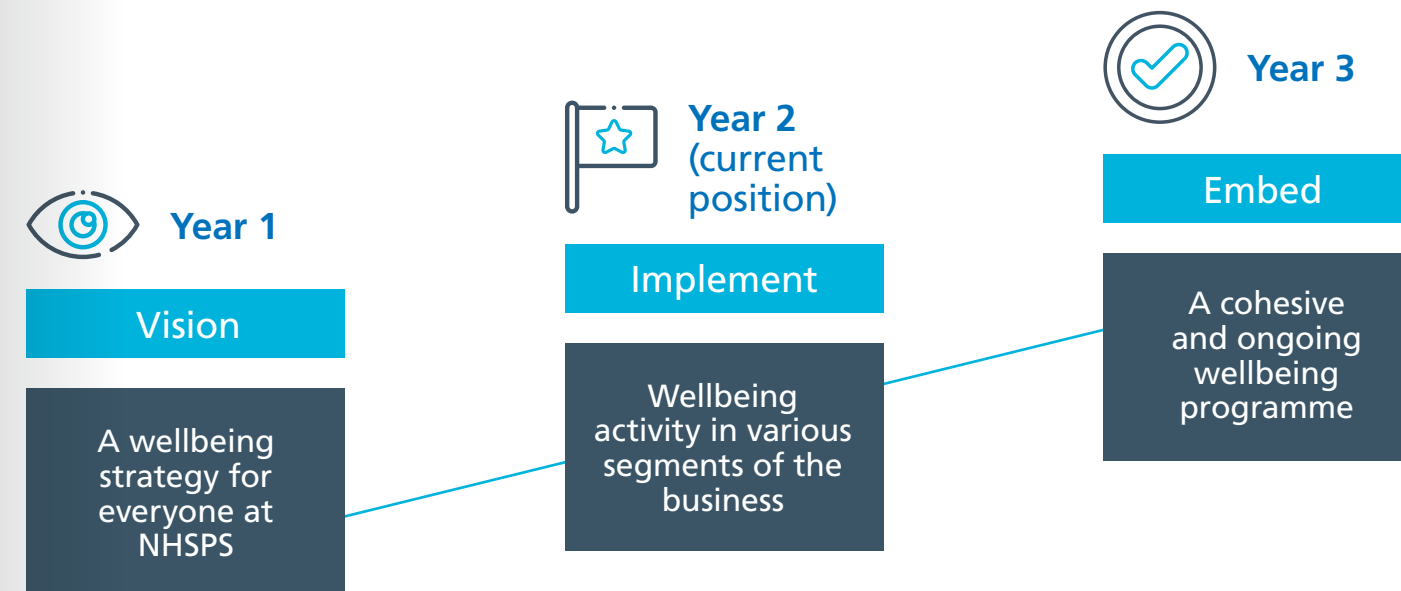 Year 1
Vision
A wellbeing
strategy for
everyone at
NHSPS
Year 2
(current
position)
Implement
Wellbeing
activity in various
segments of the
business
Year 3
Embed
A cohesive
and ongoing
wellbeing
programme